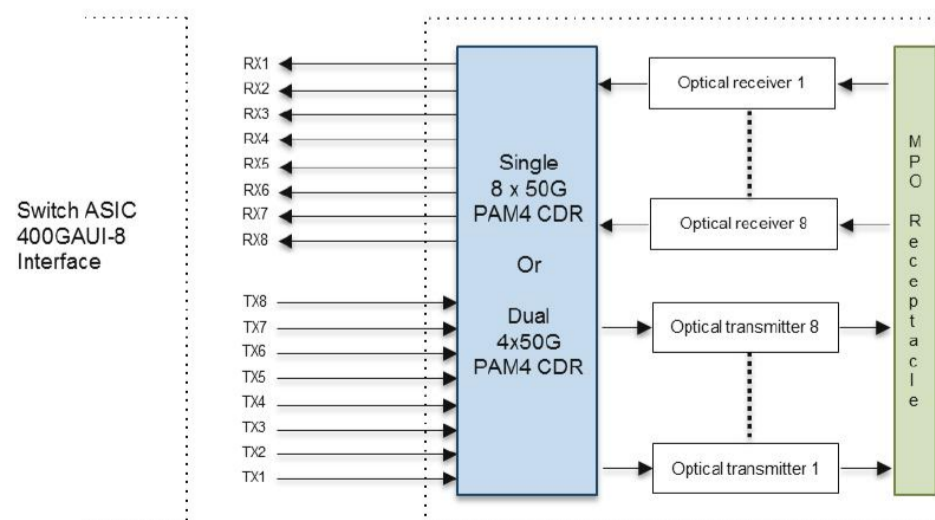 Switch ASIC
400GAUI-8
Interface
RX1
RX2
RX3
RX4
RX5
RX6
RX7
RX8
TX8
TX7
TX6
TX5
TX4
TX3
TX2
TX1
Single
8 x 50G
PAM4 CDR
Or
Dual
4x50G
PAM4 CDR
Optical receiver 1
Optical receiver 8
Optical transmitter 8
Optical transmitter 1
MPO Receptacle